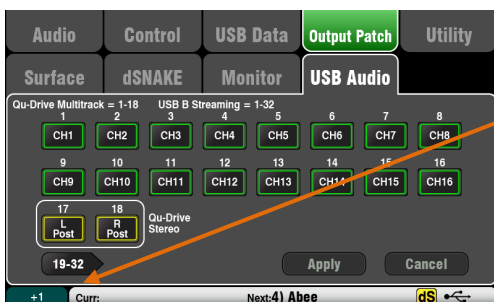 Audio Control USB Data Output Patch Utility
Surface dSNAKE Monitor USB Audio
Qu-Drive Multitrack = 1-18 USB B Streaming = 1-32
1 2 3 4 5 6 7 8
CH1 CH2 CH3 CH4 CH5 CH6 CH7 CH8
9 10 11 12 13 14 15 16
CH9 CH10 CH11 CH12 CH13 CH14 CH15 CH16
17 18
L Post R Post Qu-Drive Stereo
19-32 Apply Cancel
+1 Curr: Next:4) Abee dS